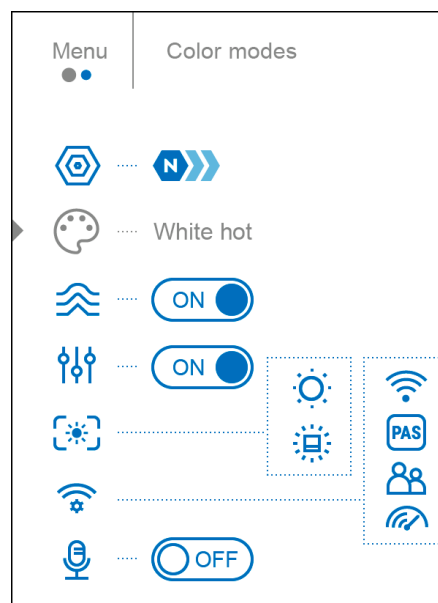 Menu
Color modes
N
White hot
ON
ON
PAS
OFF